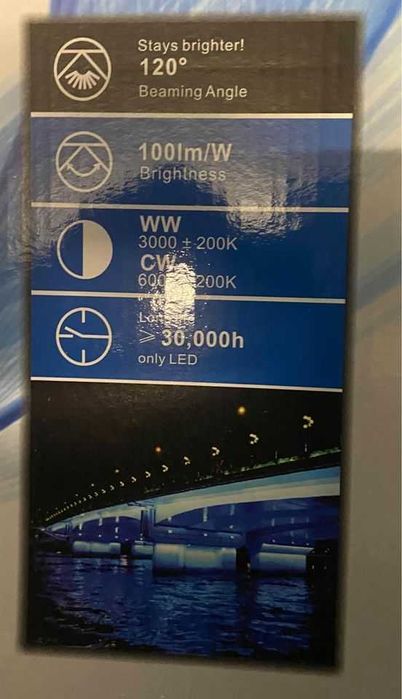 Stays brighter!
120°
Beaming Angle
100lm/W
Brightness
WW
3000 ± 200K
CW
200K
≥ 30,000h
only LED